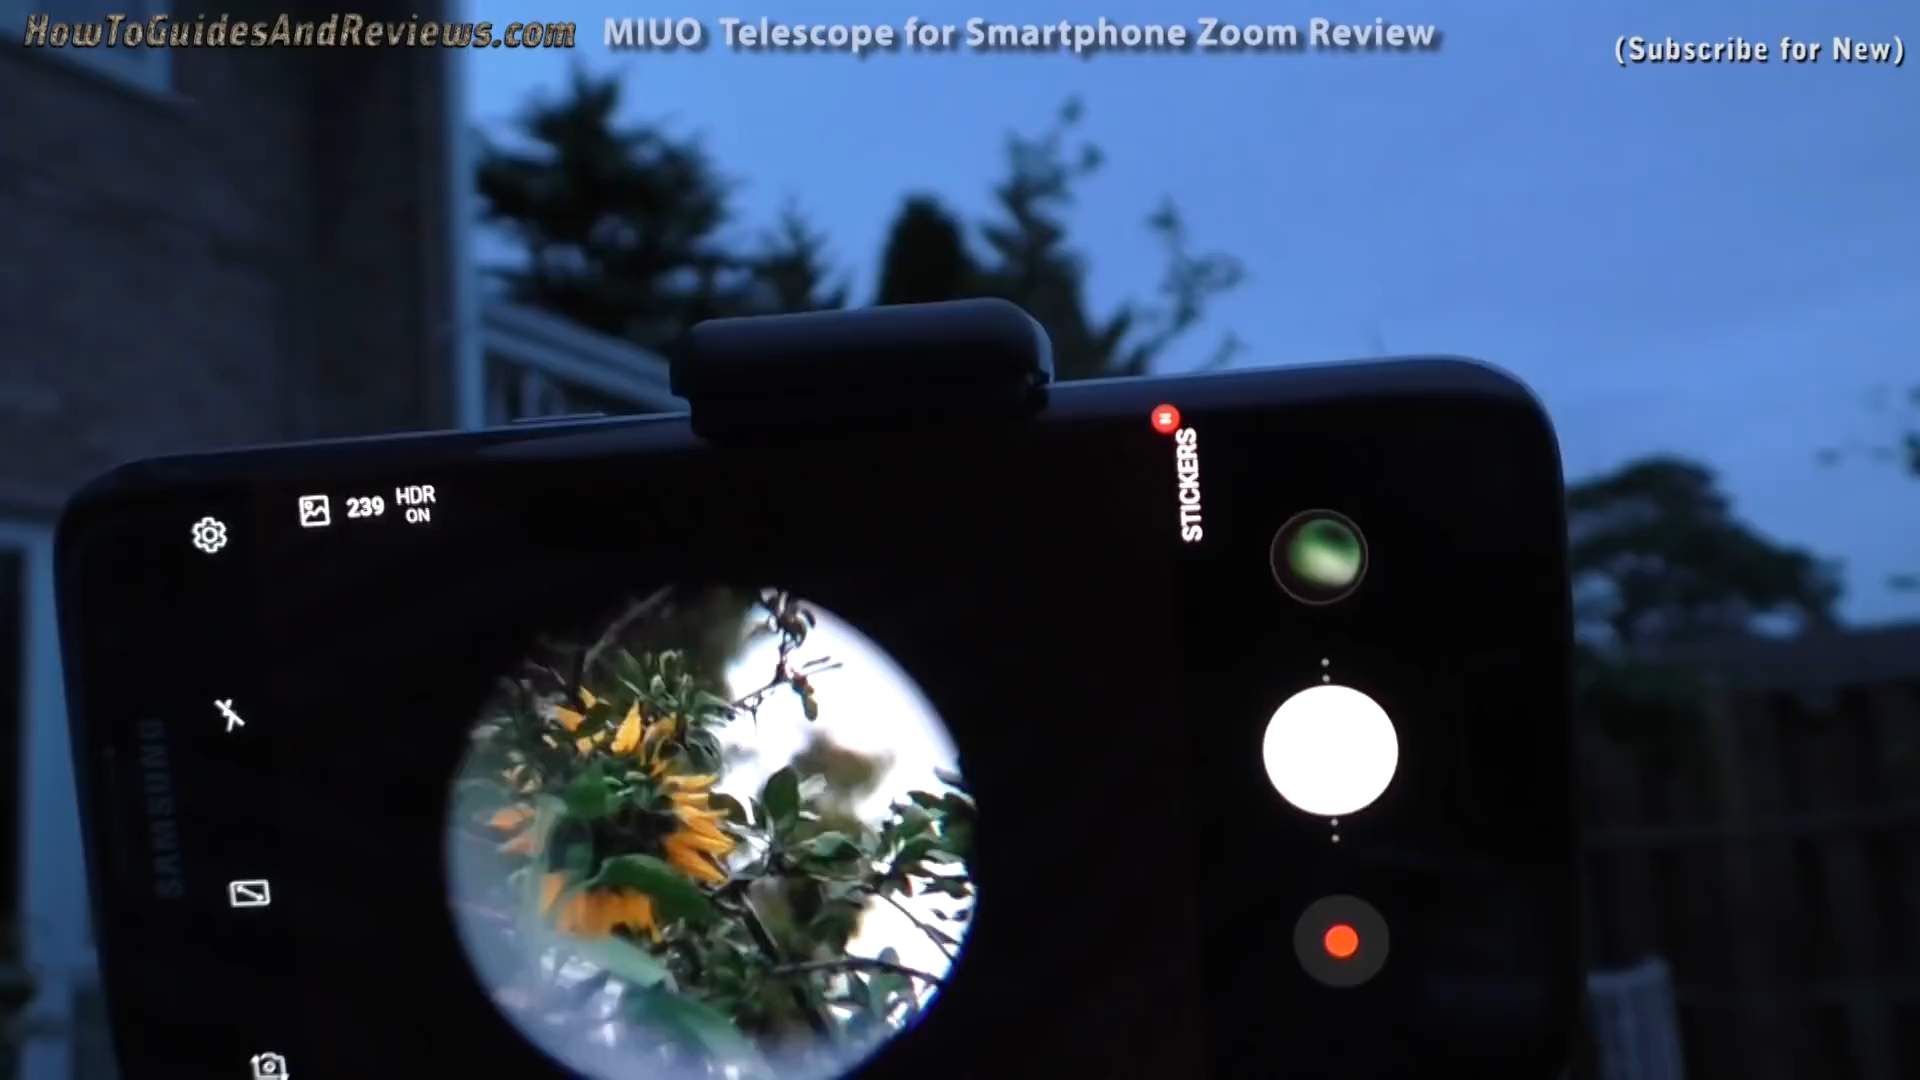 HowToGuidesAndReviews.com
MIUO Telescope for Smartphone Zoom Review
(Subscribe for New)
239
HDR
ON
N
STICKERS
SAMSUNG